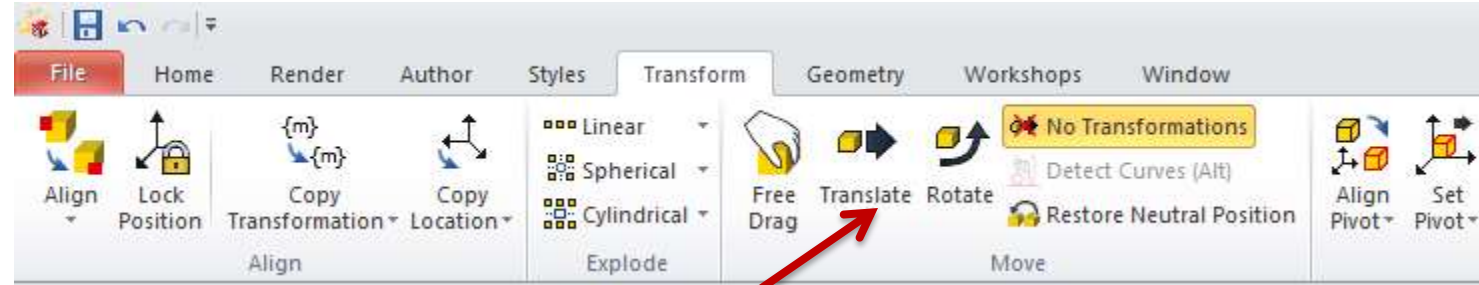 File Home Render Author Styles Transform Geometry Workshops Window
Align
Lock
Position
{m}
{m}
Copy
Transformation
Copy
Location
Align
Linear
Spherical
Cylindrical
Explode
Free
Drag
Translate
Rotate
No Transformations
Detect Curves (Alt)
Restore Neutral Position
Move
Align
Pivot
Set
Pivot